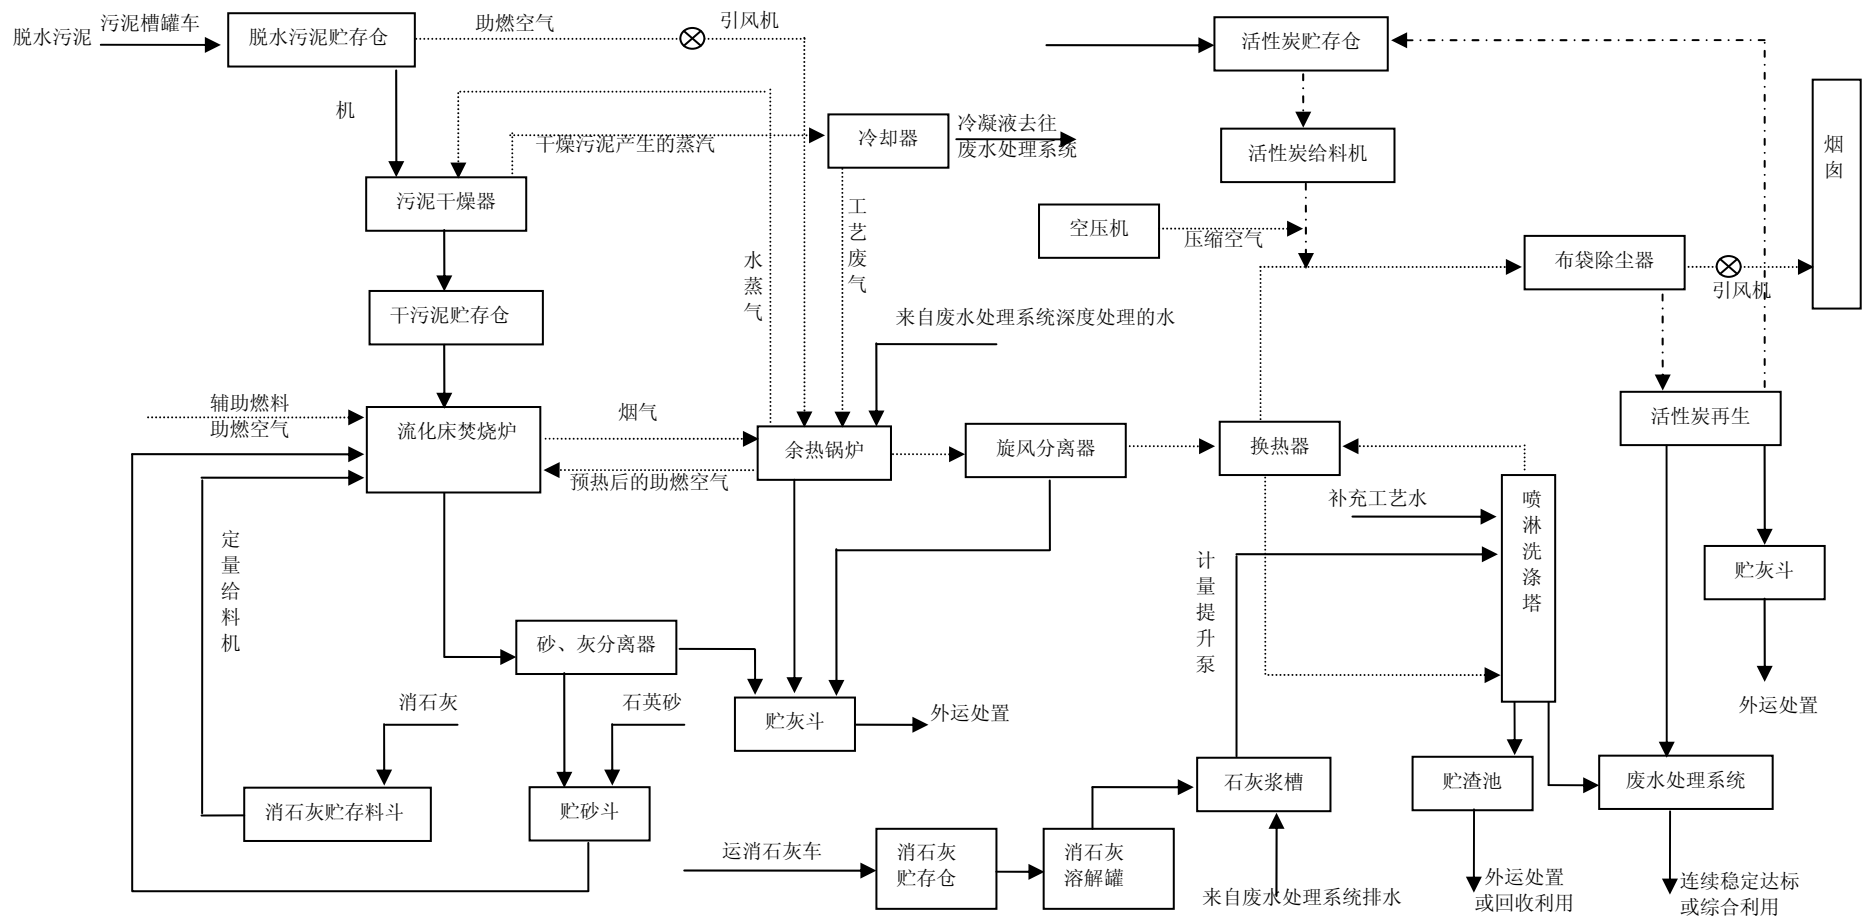 脱水污泥
污泥槽罐车
脱水污泥贮存仓
助燃空气
引风机
活性炭贮存仓
机
干燥污泥产生的蒸汽
冷却器
冷凝液去往
废水处理系统
活性炭给料机
烟囱
污泥干燥器
工艺废气
空压机
压缩空气
水蒸气
布袋除尘器
引风机
干污泥贮存仓
来自废水处理系统深度处理的水
辅助燃料
助燃空气
流化床焚烧炉
烟气
余热锅炉
旋风分离器
换热器
活性炭再生
预热后的助燃空气
补充工艺水
喷淋洗涤塔
定量给料机
计量提升泵
贮灰斗
砂、灰分离器
消石灰
石英砂
贮灰斗
外运处置
外运处置
消石灰贮存料斗
贮砂斗
石灰浆槽
贮渣池
废水处理系统
运消石灰车
消石灰
贮存仓
消石灰
溶解罐
来自废水处理系统排水
外运处置
或回收利用
连续稳定达标
或综合利用